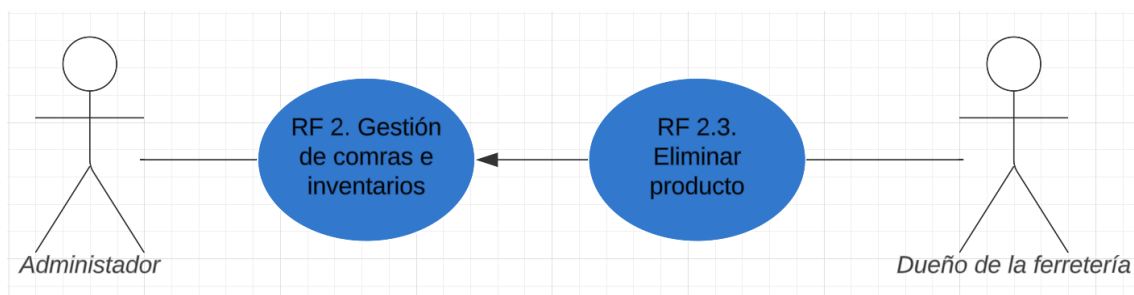 RF 2. Gestión
de comras e
inventarios
RF 2.3.
Eliminar
producto
Administador
Dueño de la ferretería